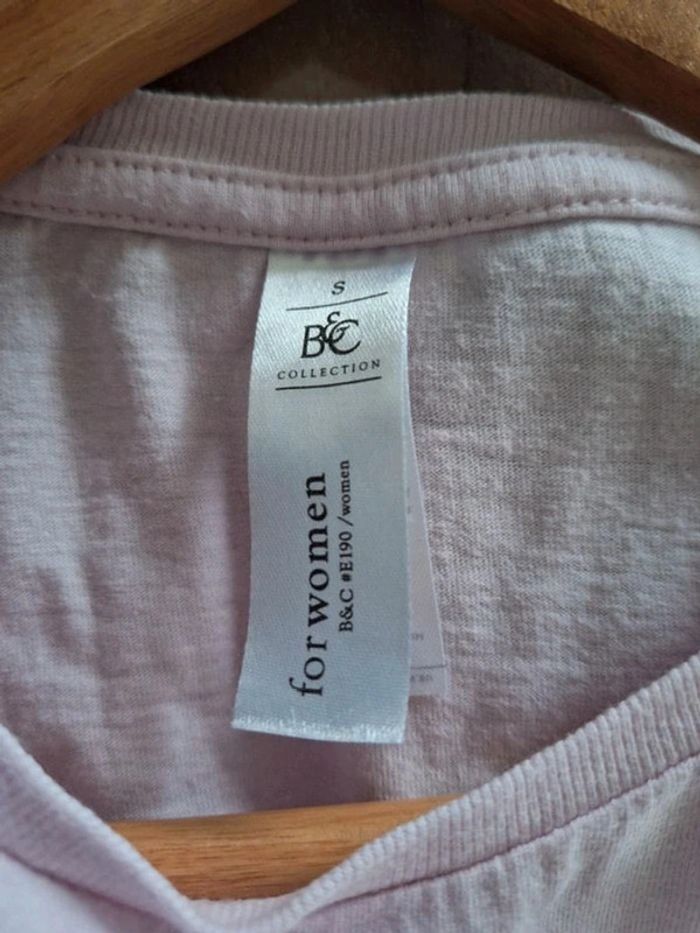 S
B&C
COLLECTION
for women
B&C #E190 /women